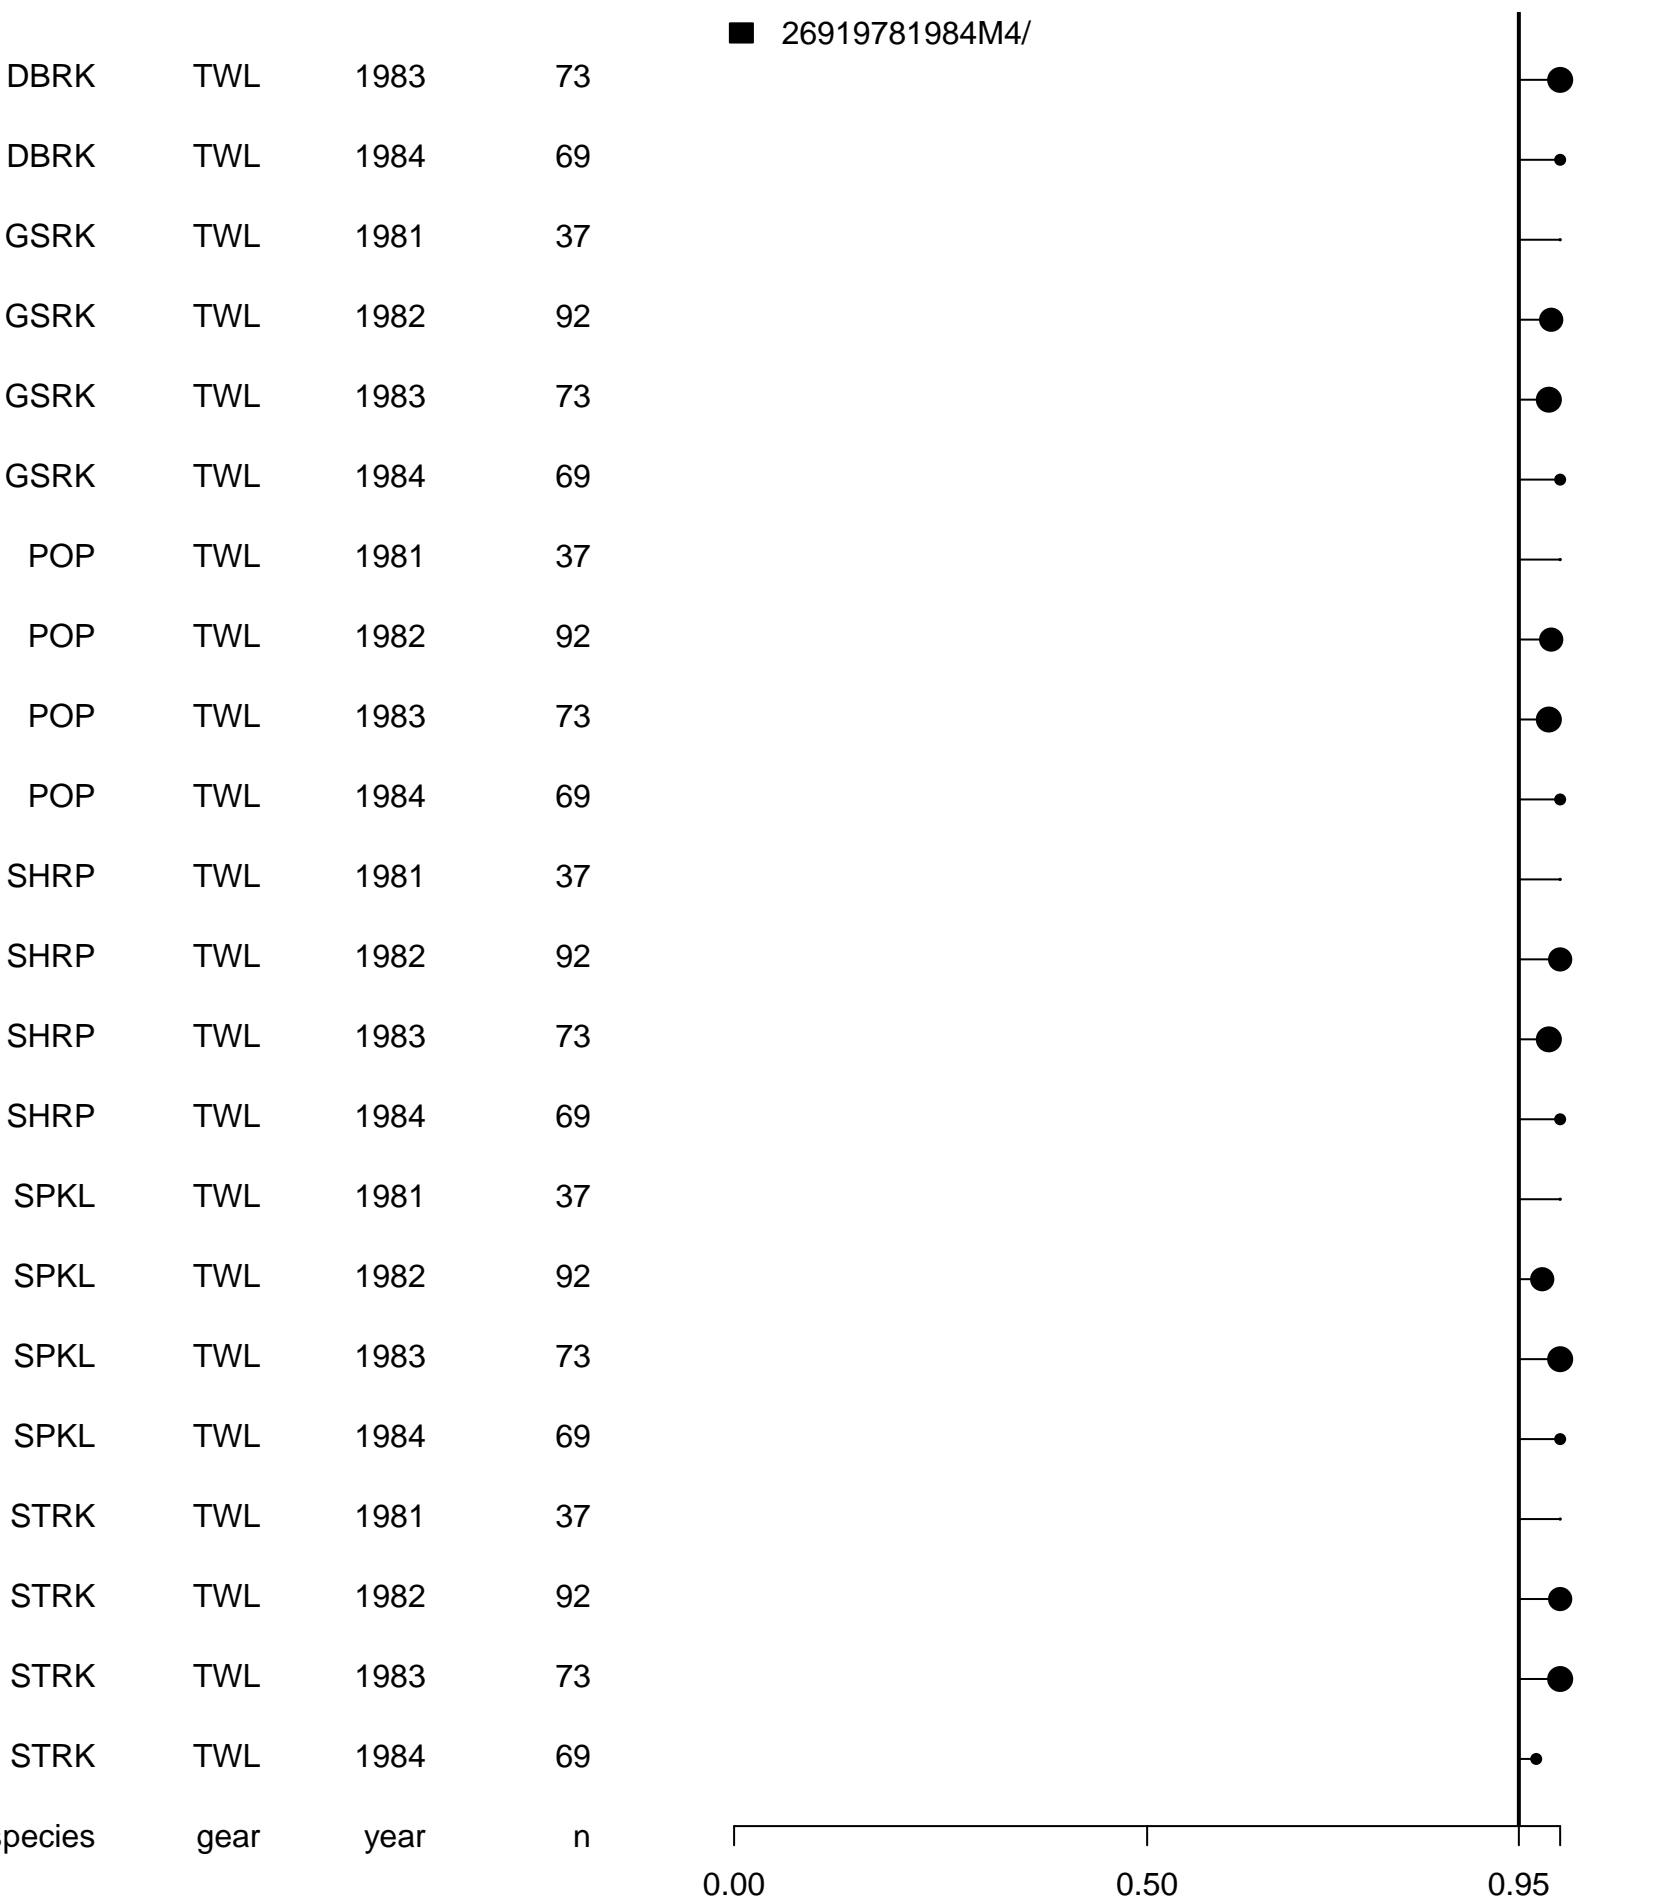 26919781984M4/
DBRK TWL 1983 73
DBRK TWL 1984 69
GSRK TWL 1981 37
GSRK TWL 1982 92
GSRK TWL 1983 73
GSRK TWL 1984 69
POP TWL 1981 37
POP TWL 1982 92
POP TWL 1983 73
POP TWL 1984 69
SHRP TWL 1981 37
SHRP TWL 1982 92
SHRP TWL 1983 73
SHRP TWL 1984 69
SPKL TWL 1981 37
SPKL TWL 1982 92
SPKL TWL 1983 73
SPKL TWL 1984 69
STRK TWL 1981 37
STRK TWL 1982 92
STRK TWL 1983 73
STRK TWL 1984 69
pecies gear year n
0.00 0.50 0.95